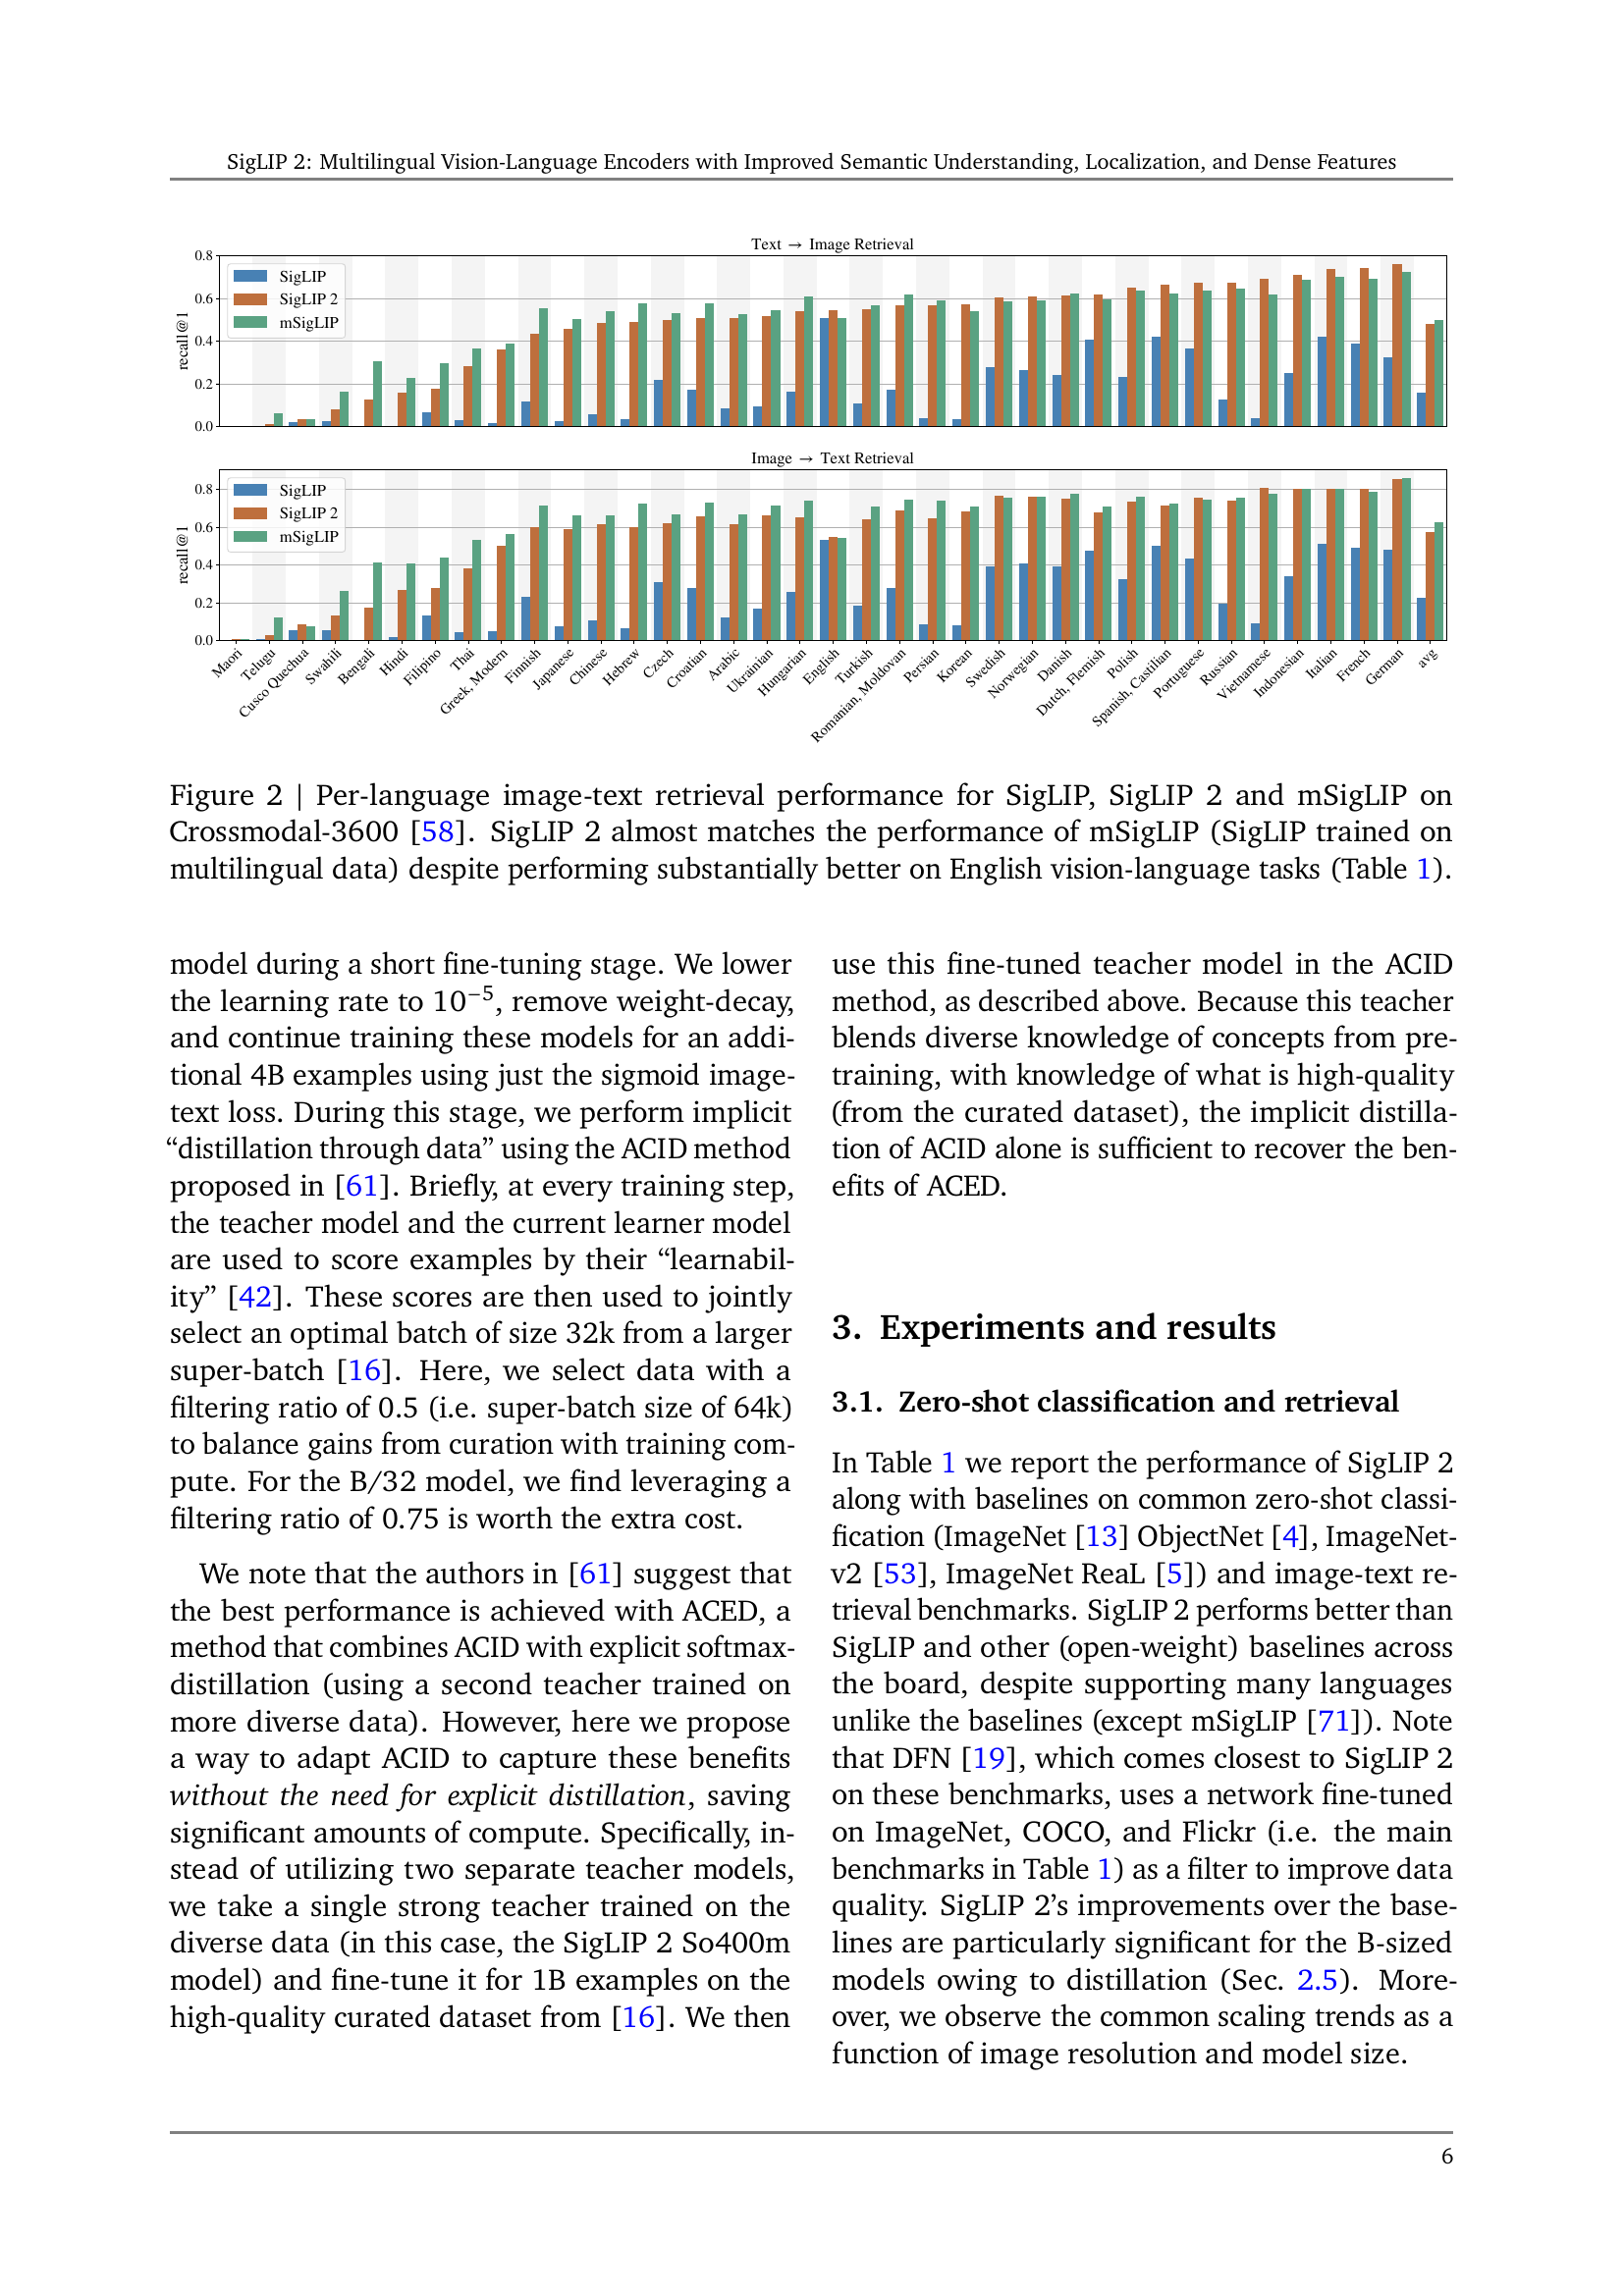 SigLIP 2: Multilingual Vision-Language Encoders with Improved Semantic Understanding, Localization, and Dense Features
Text → Image Retrieval
0.8
0.6
0.4
0.2
0.0
recall@1
SigLIP
SigLIP 2
mSigLIP
Image → Text Retrieval
0.8
0.6
0.4
0.2
0.0
recall@1
SigLIP
SigLIP 2
mSigLIP
Maori
Telugu
Cusco Quechua
Swahili
Bengali
Hindi
Filipino
Thai
Greek, Modern
Finnish
Japanese
Chinese
Hebrew
Czech
Croatian
Arabic
Ukrainian
Hungarian
English
Turkish
Romanian, Moldovan
Persian
Korean
Swedish
Norwegian
Danish
Dutch, Flemish
Polish
Spanish, Castilian
Portuguese
Russian
Vietnamese
Indonesian
Italian
French
German
avg
Figure 2 | Per-language image-text retrieval performance for SigLIP, SigLIP 2 and mSigLIP on
Crossmodal-3600 [58]. SigLIP 2 almost matches the performance of mSigLIP (SigLIP trained on
multilingual data) despite performing substantially better on English vision-language tasks (Table 1).
model during a short fine-tuning stage. We lower
the learning rate to 10⁻⁵, remove weight-decay,
and continue training these models for an addi-
tional 4B examples using just the sigmoid image-
text loss. During this stage, we perform implicit
“distillation through data” using the ACID method
proposed in [61]. Briefly, at every training step,
the teacher model and the current learner model
are used to score examples by their “learnabil-
ity” [42]. These scores are then used to jointly
select an optimal batch of size 32k from a larger
super-batch [16]. Here, we select data with a
filtering ratio of 0.5 (i.e. super-batch size of 64k)
to balance gains from curation with training com-
pute. For the B/32 model, we find leveraging a
filtering ratio of 0.75 is worth the extra cost.
We note that the authors in [61] suggest that
the best performance is achieved with ACED, a
method that combines ACID with explicit softmax-
distillation (using a second teacher trained on
more diverse data). However, here we propose
a way to adapt ACID to capture these benefits
without the need for explicit distillation, saving
significant amounts of compute. Specifically, in-
stead of utilizing two separate teacher models,
we take a single strong teacher trained on the
diverse data (in this case, the SigLIP 2 So400m
model) and fine-tune it for 1B examples on the
high-quality curated dataset from [16]. We then
use this fine-tuned teacher model in the ACID
method, as described above. Because this teacher
blends diverse knowledge of concepts from pre-
training, with knowledge of what is high-quality
(from the curated dataset), the implicit distilla-
tion of ACID alone is sufficient to recover the ben-
efits of ACED.
3. Experiments and results
3.1. Zero-shot classification and retrieval
In Table 1 we report the performance of SigLIP 2
along with baselines on common zero-shot classi-
fication (ImageNet [13] ObjectNet [4], ImageNet-
v2 [53], ImageNet ReaL [5]) and image-text re-
trieval benchmarks. SigLIP 2 performs better than
SigLIP and other (open-weight) baselines across
the board, despite supporting many languages
unlike the baselines (except mSigLIP [71]). Note
that DFN [19], which comes closest to SigLIP 2
on these benchmarks, uses a network fine-tuned
on ImageNet, COCO, and Flickr (i.e. the main
benchmarks in Table 1) as a filter to improve data
quality. SigLIP 2’s improvements over the base-
lines are particularly significant for the B-sized
models owing to distillation (Sec. 2.5). More-
over, we observe the common scaling trends as a
function of image resolution and model size.
6